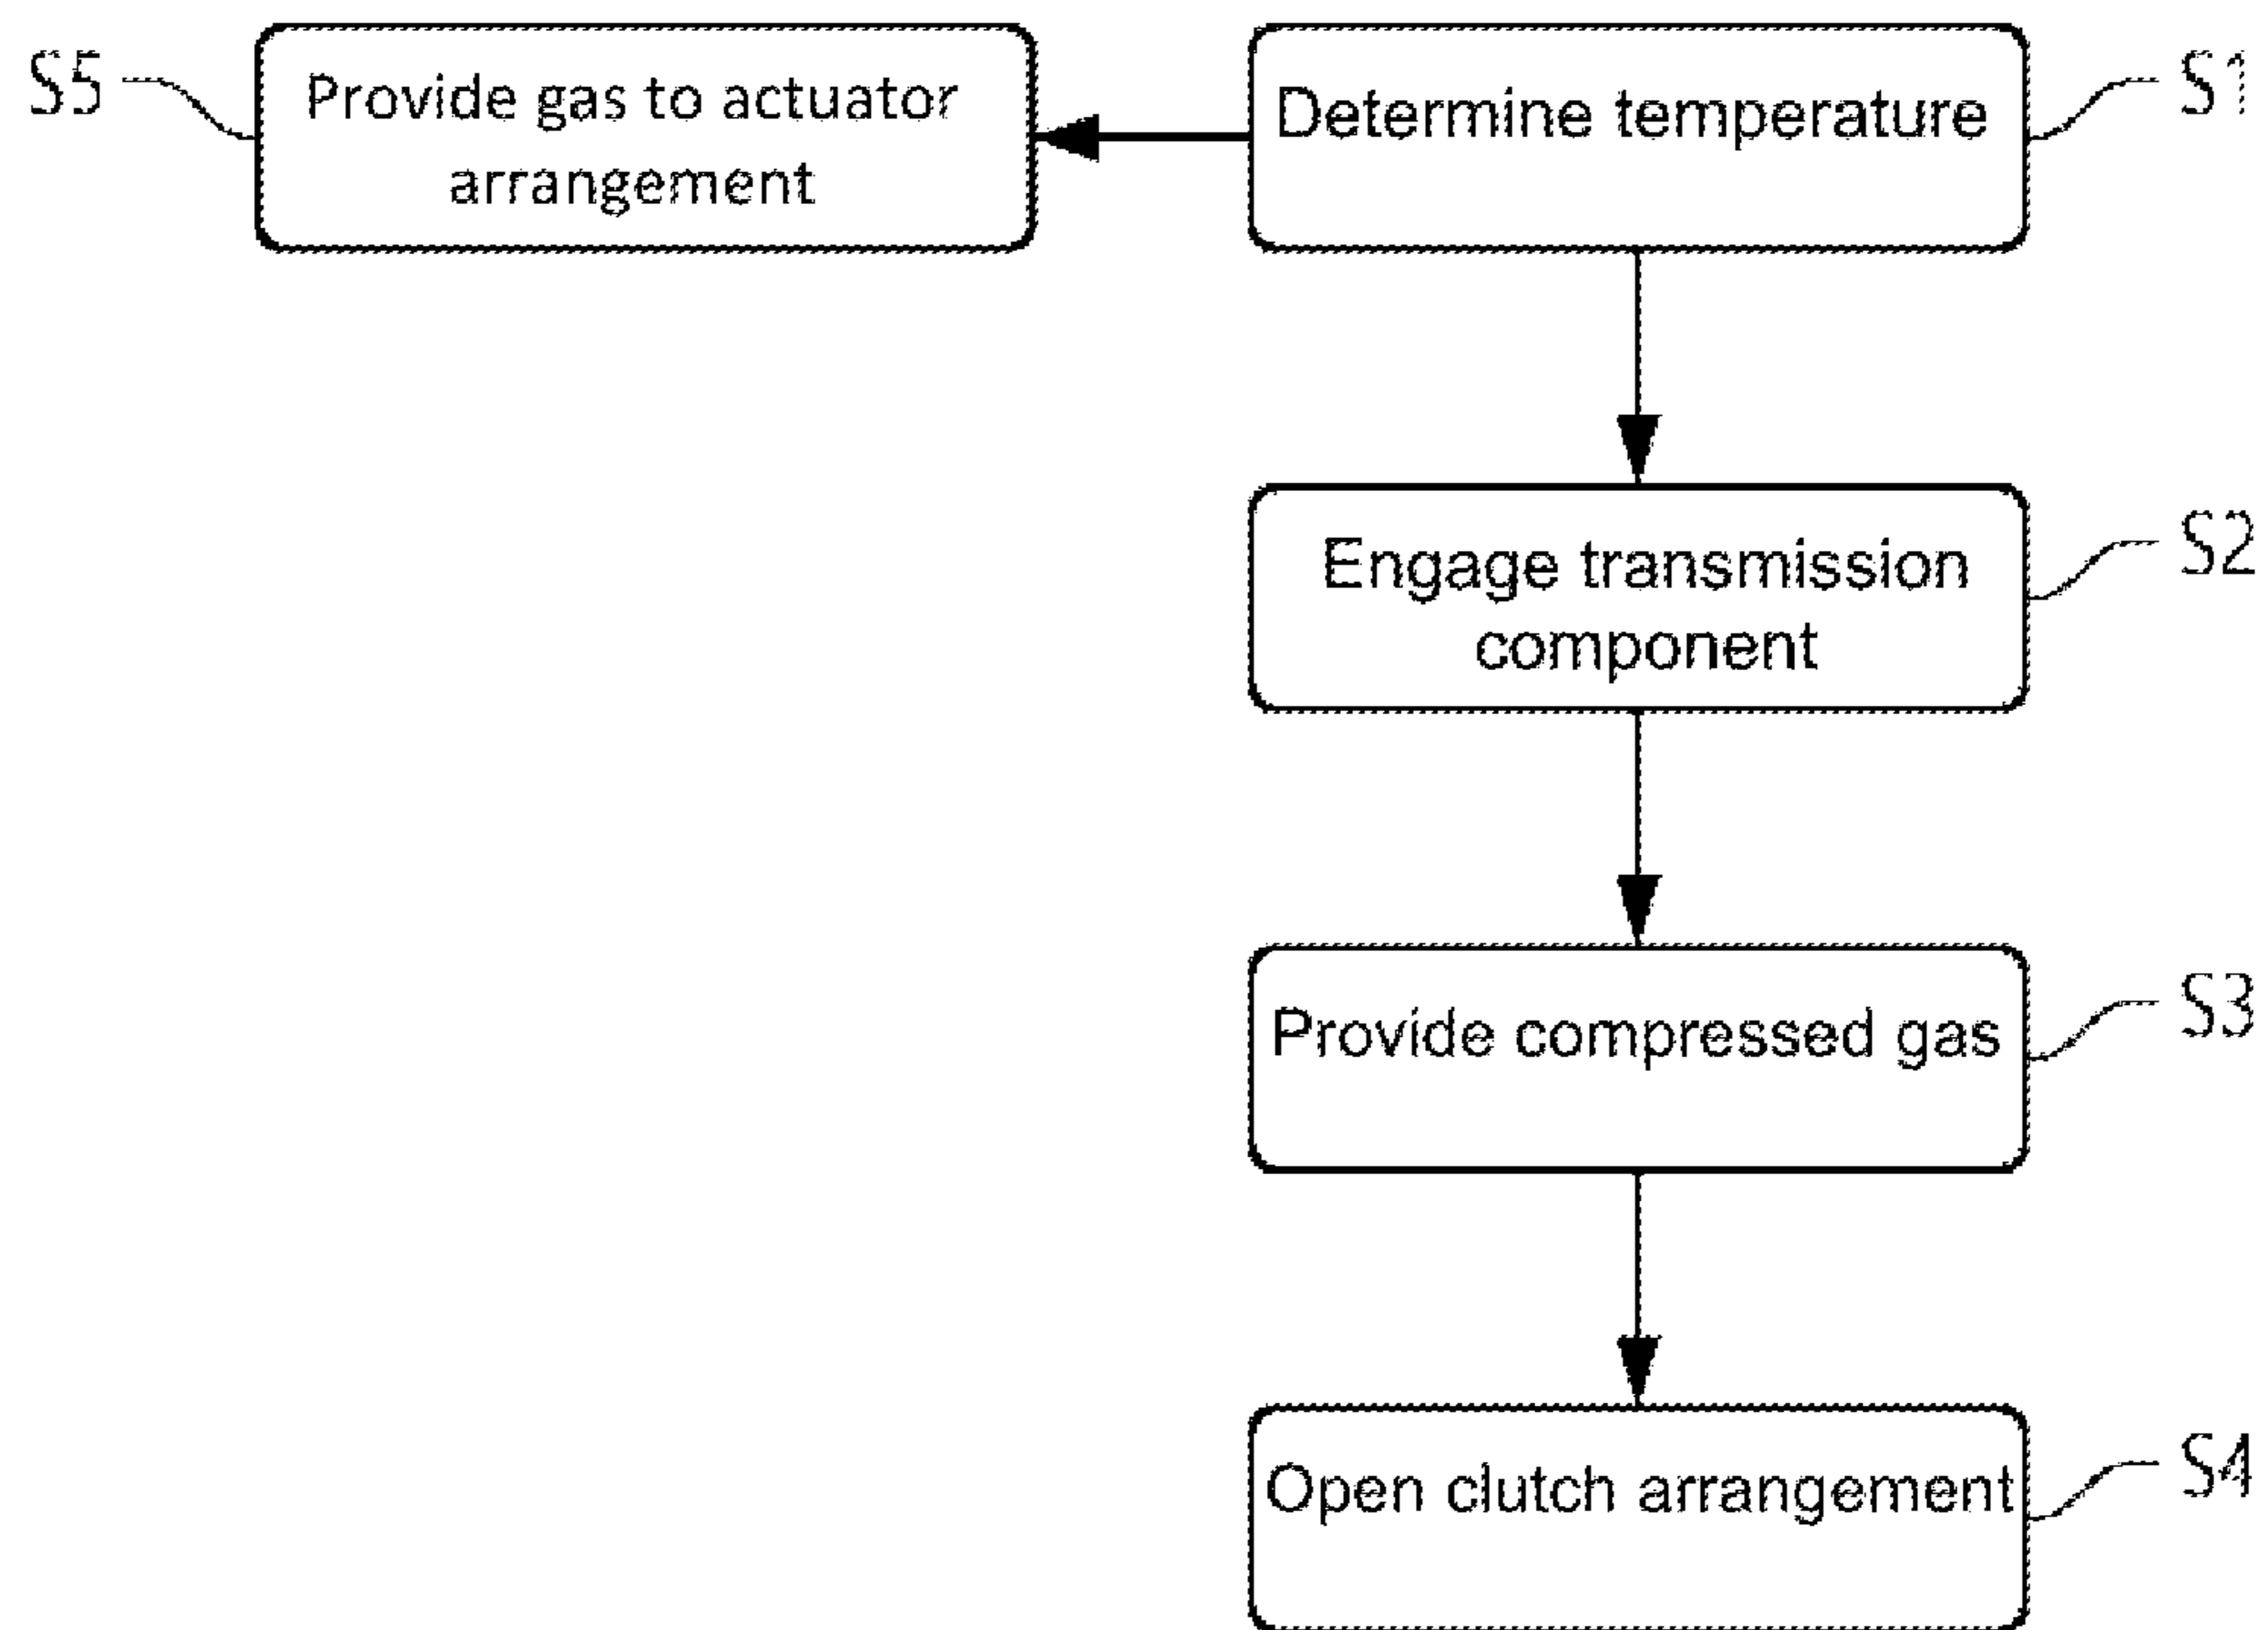 S5
Provide gas to actuator
arrangement
Determine temperature
S1
Engage transmission
component
S2
Provide compressed gas
S3
Open clutch arrangement
S4